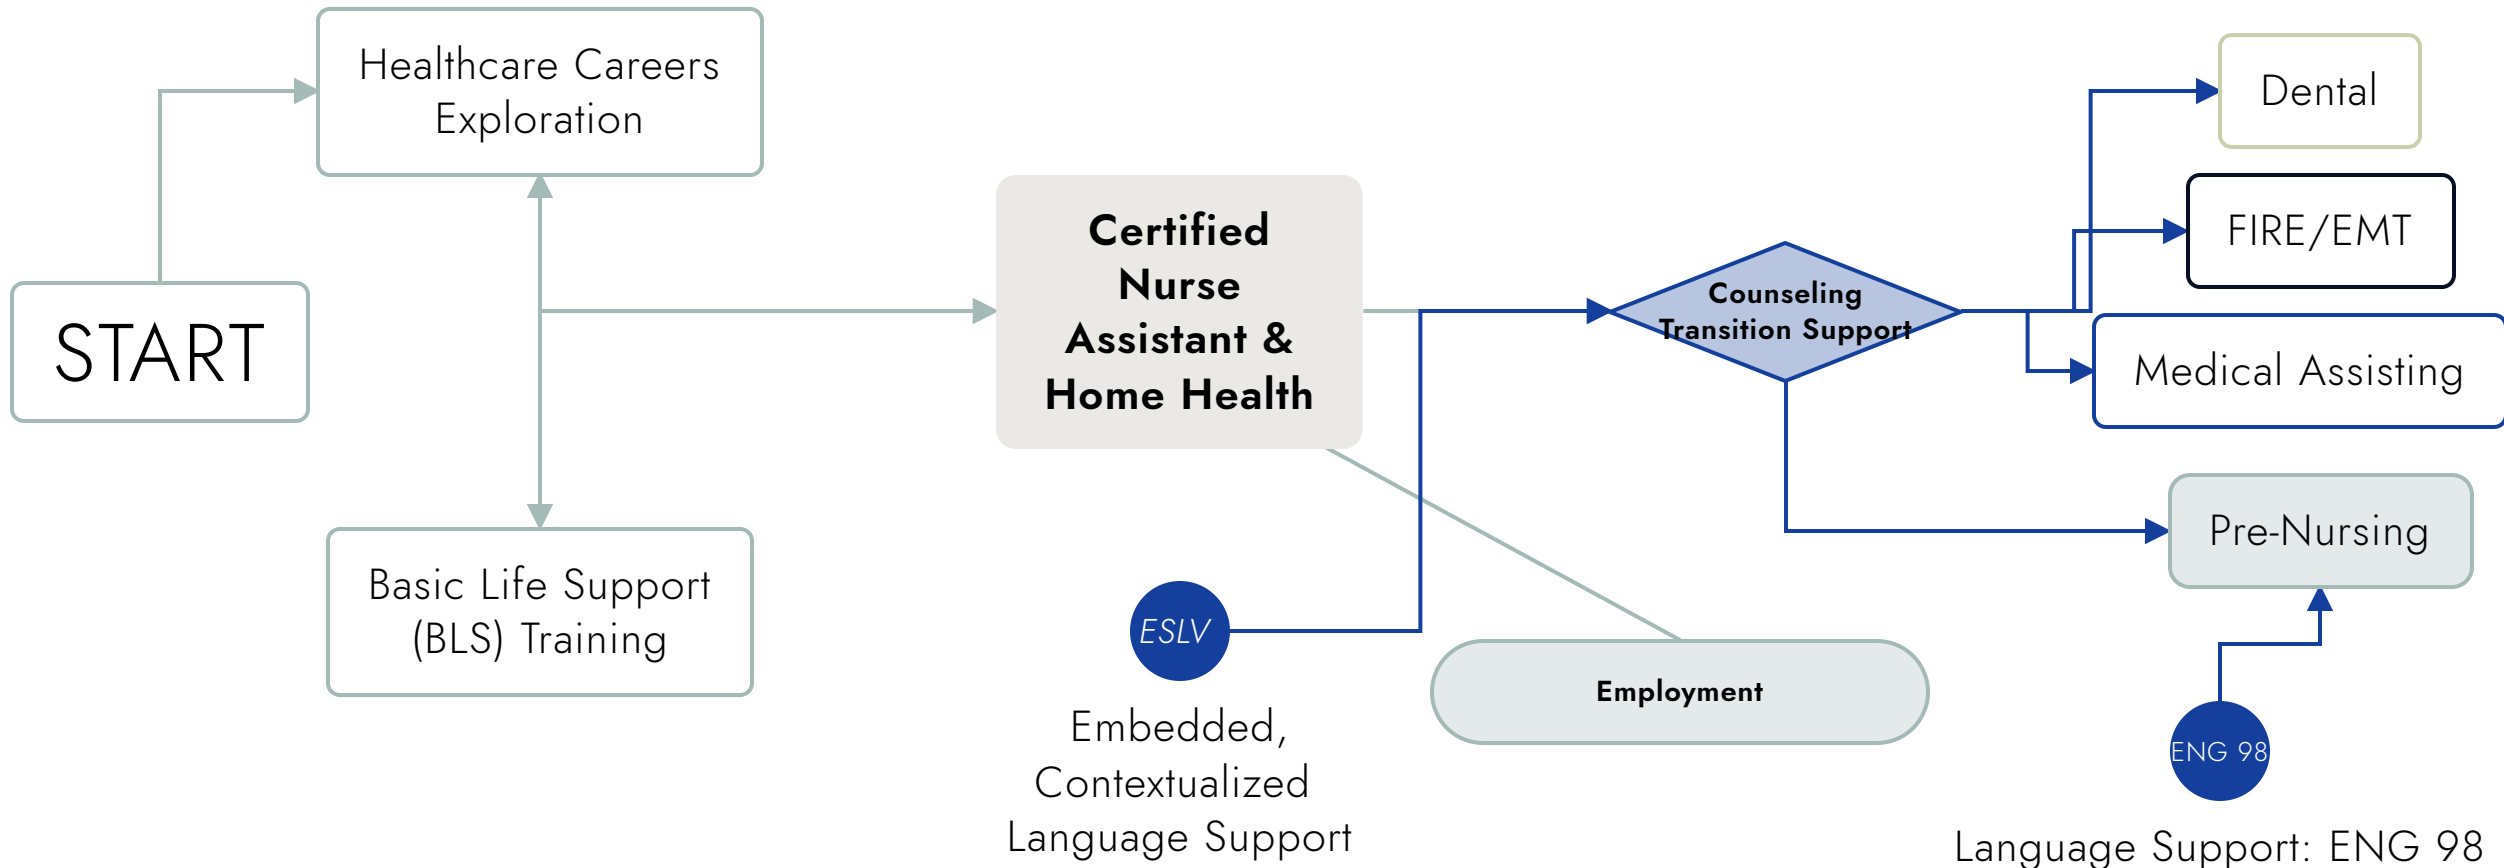 START
Healthcare Careers
Exploration
Basic Life Support
(BLS) Training
Certified
Nurse
Assistant &
Home Health
ESLV
Embedded,
Contextualized
Language Support
Employment
Counseling
Transition Support
Dental
FIRE/EMT
Medical Assisting
Pre-Nursing
ENG 98
Language Support: ENG 98